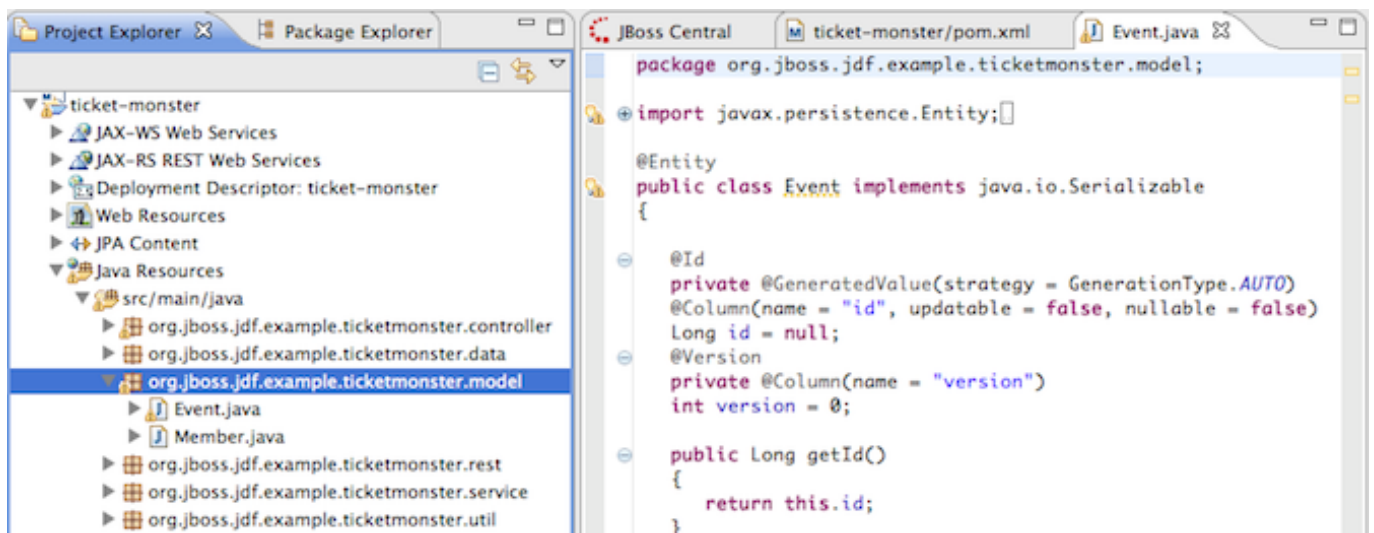 Project Explorer
Package Explorer
ticket-monster
JAX-WS Web Services
JAX-RS REST Web Services
Deployment Descriptor: ticket-monster
Web Resources
JPA Content
Java Resources
src/main/java
org.jboss.jdf.example.ticketmonster.controller
org.jboss.jdf.example.ticketmonster.data
org.jboss.jdf.example.ticketmonster.model
Event.java
Member.java
org.jboss.jdf.example.ticketmonster.rest
org.jboss.jdf.example.ticketmonster.service
org.jboss.jdf.example.ticketmonster.util
JBoss Central
ticket-monster/pom.xml
Event.java
package org.jboss.jdf.example.ticketmonster.model;
import javax.persistence.Entity;
@Entity
public class Event implements java.io.Serializable
{
@Id
private @GeneratedValue(strategy = GenerationType.AUTO)
@Column(name = "id", updatable = false, nullable = false)
Long id = null;
@Version
private @Column(name = "version")
int version = 0;
public Long getId()
{
return this.id;
}